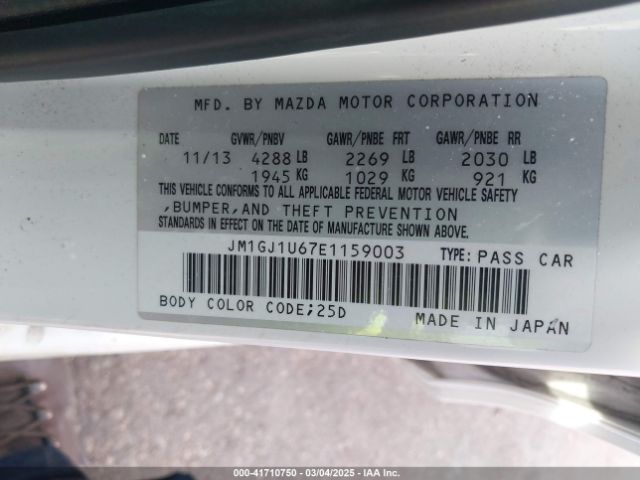 MFD. BY MAZDA MOTOR CORPORATION
DATE GVWR/PNBV GAWR/PNBE FRT GAWR/PNBE RR
11/13 4288 LB 2269 LB 2030 LB
1945 KG 1029 KG 921 KG
THIS VEHICLE CONFORMS TO ALL APPLICABLE FEDERAL MOTOR VEHICLE SAFETY
,BUMPER,AND THEFT PREVENTION
STANDARDS IN EFFECT ON THE DATE OF MANUFACTURE SHOWN ABOVE.
JM1GJ1U67E1159003 TYPE: PASS CAR
BODY COLOR CODE;25D MADE IN JAPAN
000-41710750 - 03/04/2025 - IAA Inc.